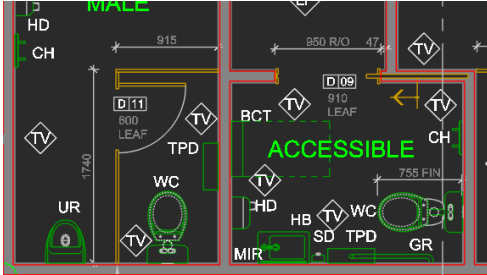 MALE
HD
CH
915
950 R/O
47
TV
D 09
910
LEAF
D 11
600
LEAF
TV
TV
TV
TV
BCT
CH
TV
TPD
ACCESSIBLE
1740
WC
TV
755 FIN
UR
HD
HB
TV
WC
TV
MIR
SD
TPD
GR